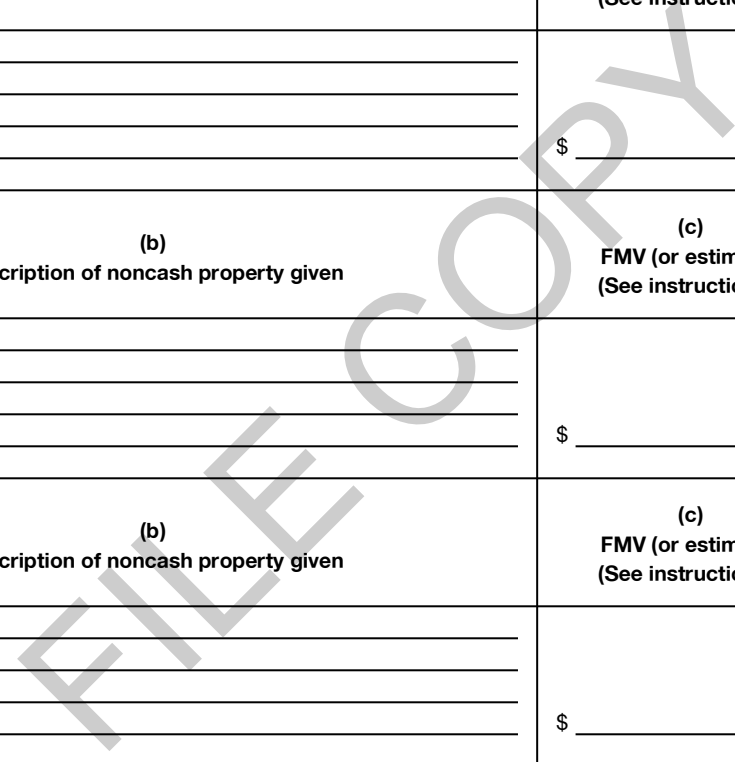 (See instructio
$
(b)
cription of noncash property given
(c)
FMV (or estim
(See instructio
$
(b)
cription of noncash property given
(c)
FMV (or estim
(See instructio
$
FILE COPY